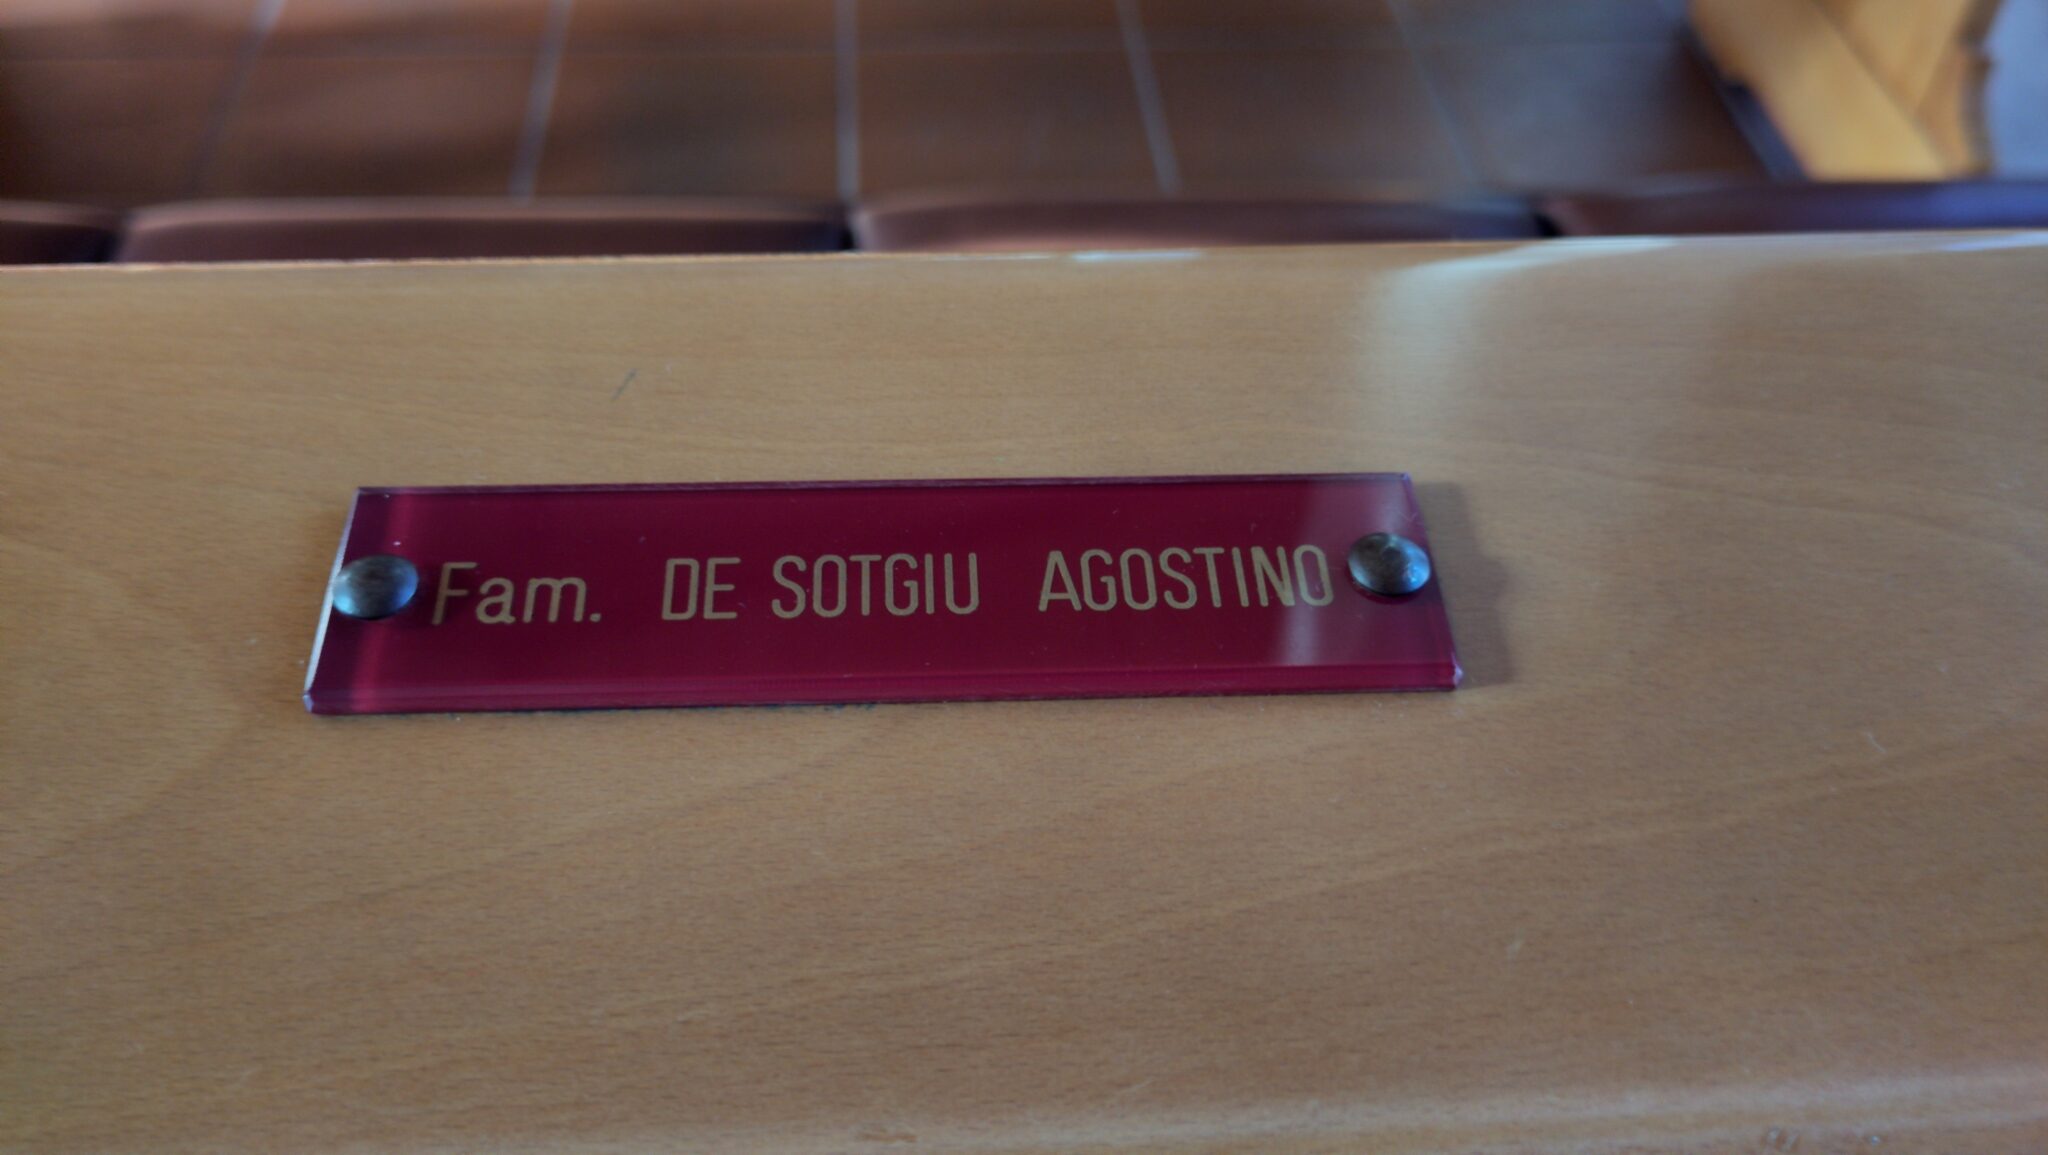 Fam. DE SOTGIU AGOSTINO